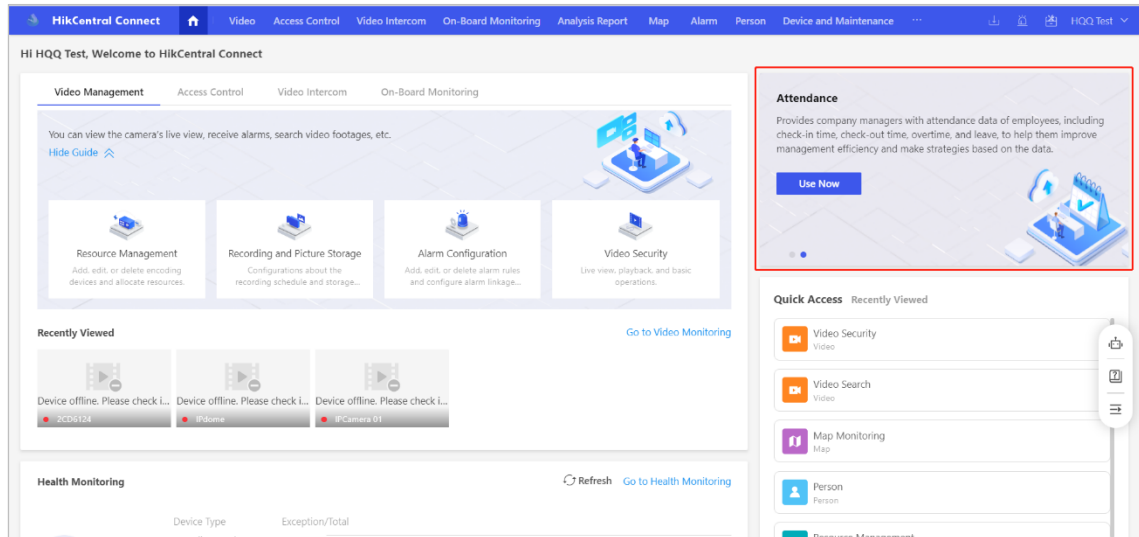 HikCentral Connect
Video Access Control Video Intercom On-Board Monitoring Analysis Report Map Alarm Person Device and Maintenance ··· HQQ Test
Hi HQQ Test, Welcome to HikCentral Connect
Video Management Access Control Video Intercom On-Board Monitoring
You can view the camera's live view, receive alarms, search video footages, etc.
Hide Guide
Resource Management
Add, edit, or delete encoding
devices and allocate resources.
Recording and Picture Storage
Configurations about the
recording schedule and storage...
Alarm Configuration
Add, edit, or delete alarm rules
and configure alarm linkage...
Video Security
Live view, playback, and basic
operations.
Recently Viewed Go to Video Monitoring
Device offline. Please check i... Device offline. Please check i... Device offline. Please check i...
2CD6124 IPdome IPCamera 01
Health Monitoring Refresh Go to Health Monitoring
Device Type Exception/Total
Attendance
Provides company managers with attendance data of employees, including
check-in time, check-out time, overtime, and leave, to help them improve
management efficiency and make strategies based on the data.
Use Now
Quick Access Recently Viewed
Video Security
Video
Video Search
Video
Map Monitoring
Map
Person
Person
Resource Management